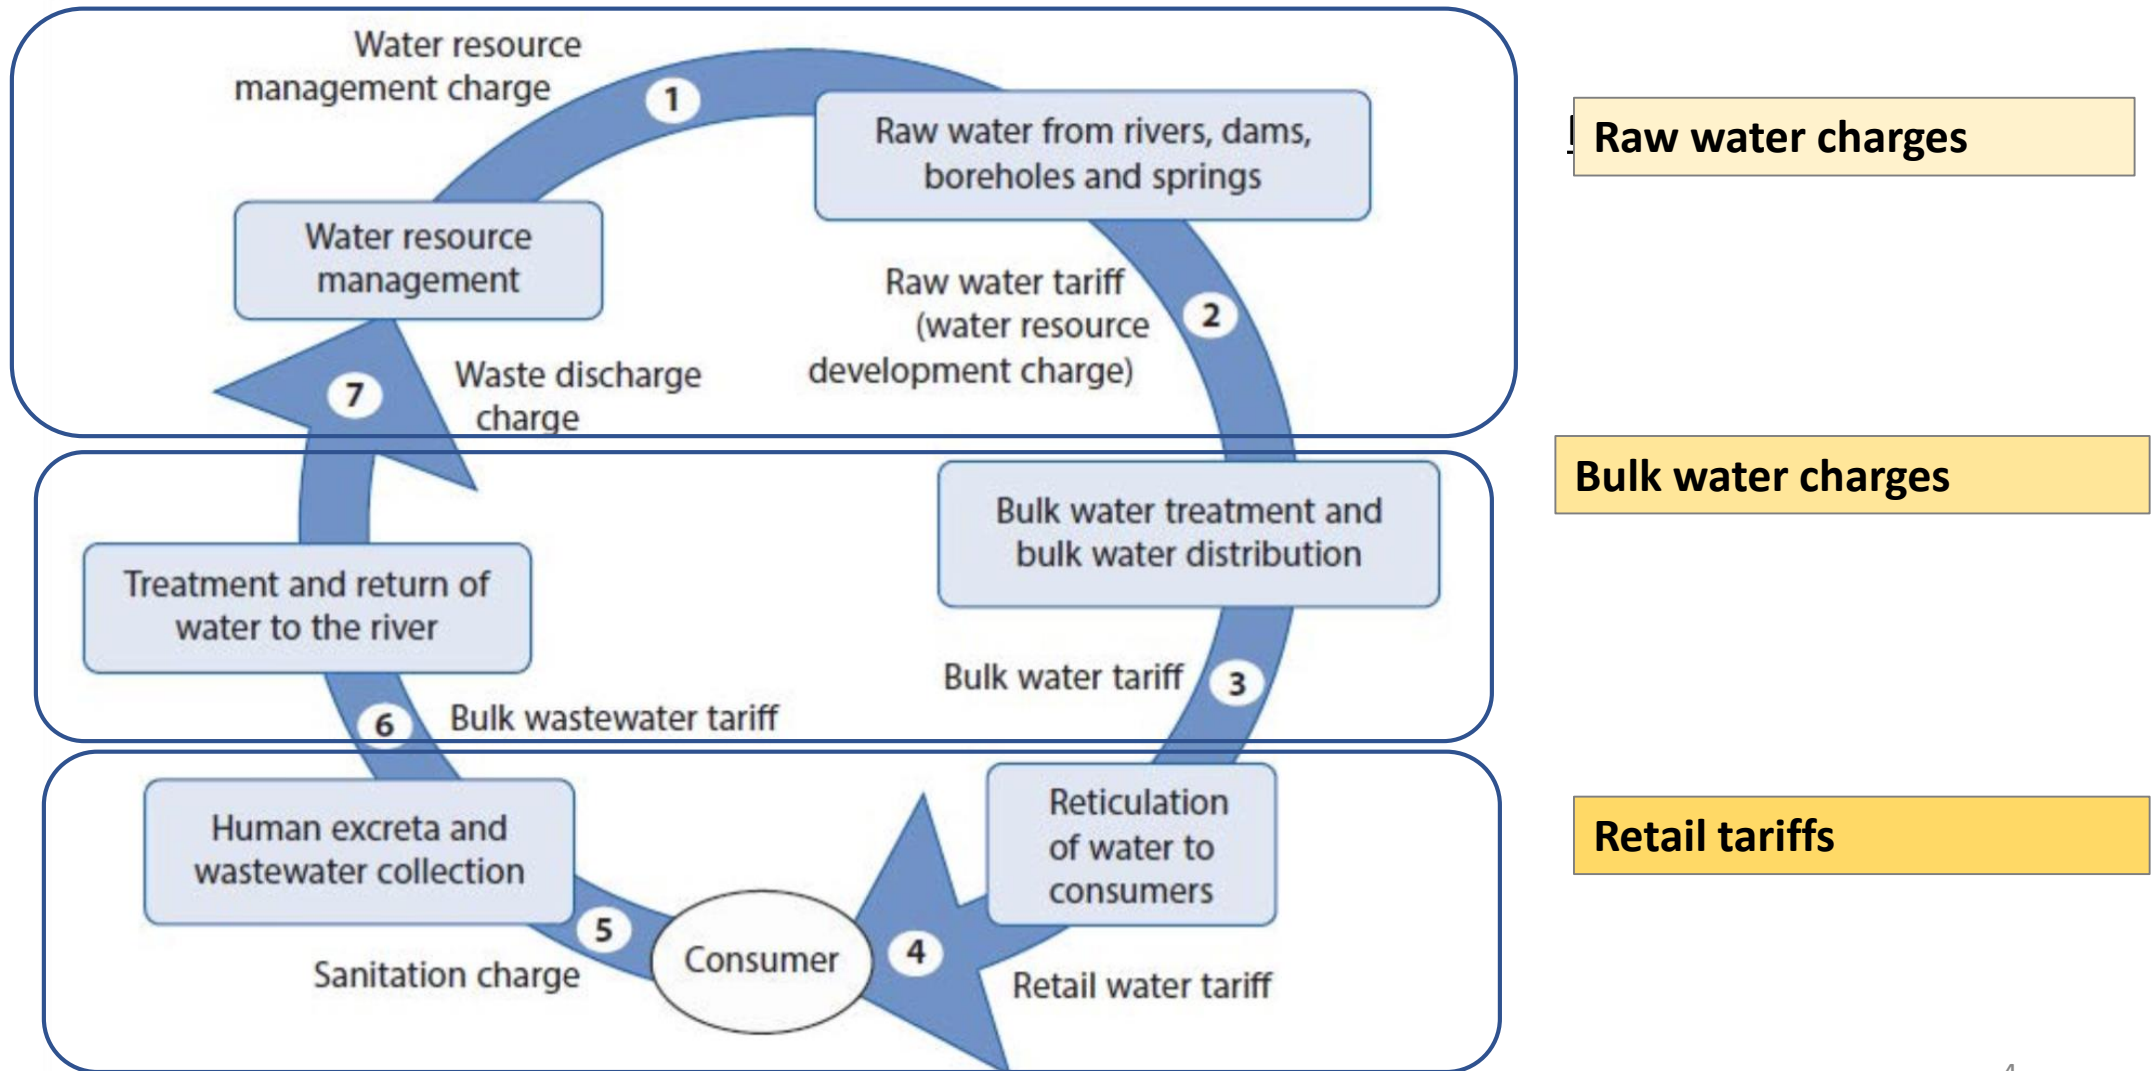 Water resource
management charge
1
Raw water from rivers, dams,
boreholes and springs
Raw water charges
Water resource
management
Raw water tariff
(water resource
development charge)
2
7
Waste discharge
charge
Bulk water charges
Bulk water treatment and
bulk water distribution
Treatment and return of
water to the river
Bulk water tariff
3
6
Bulk wastewater tariff
Human excreta and
wastewater collection
Reticulation
of water to
consumers
Retail tariffs
5
Sanitation charge
Consumer
4
Retail water tariff